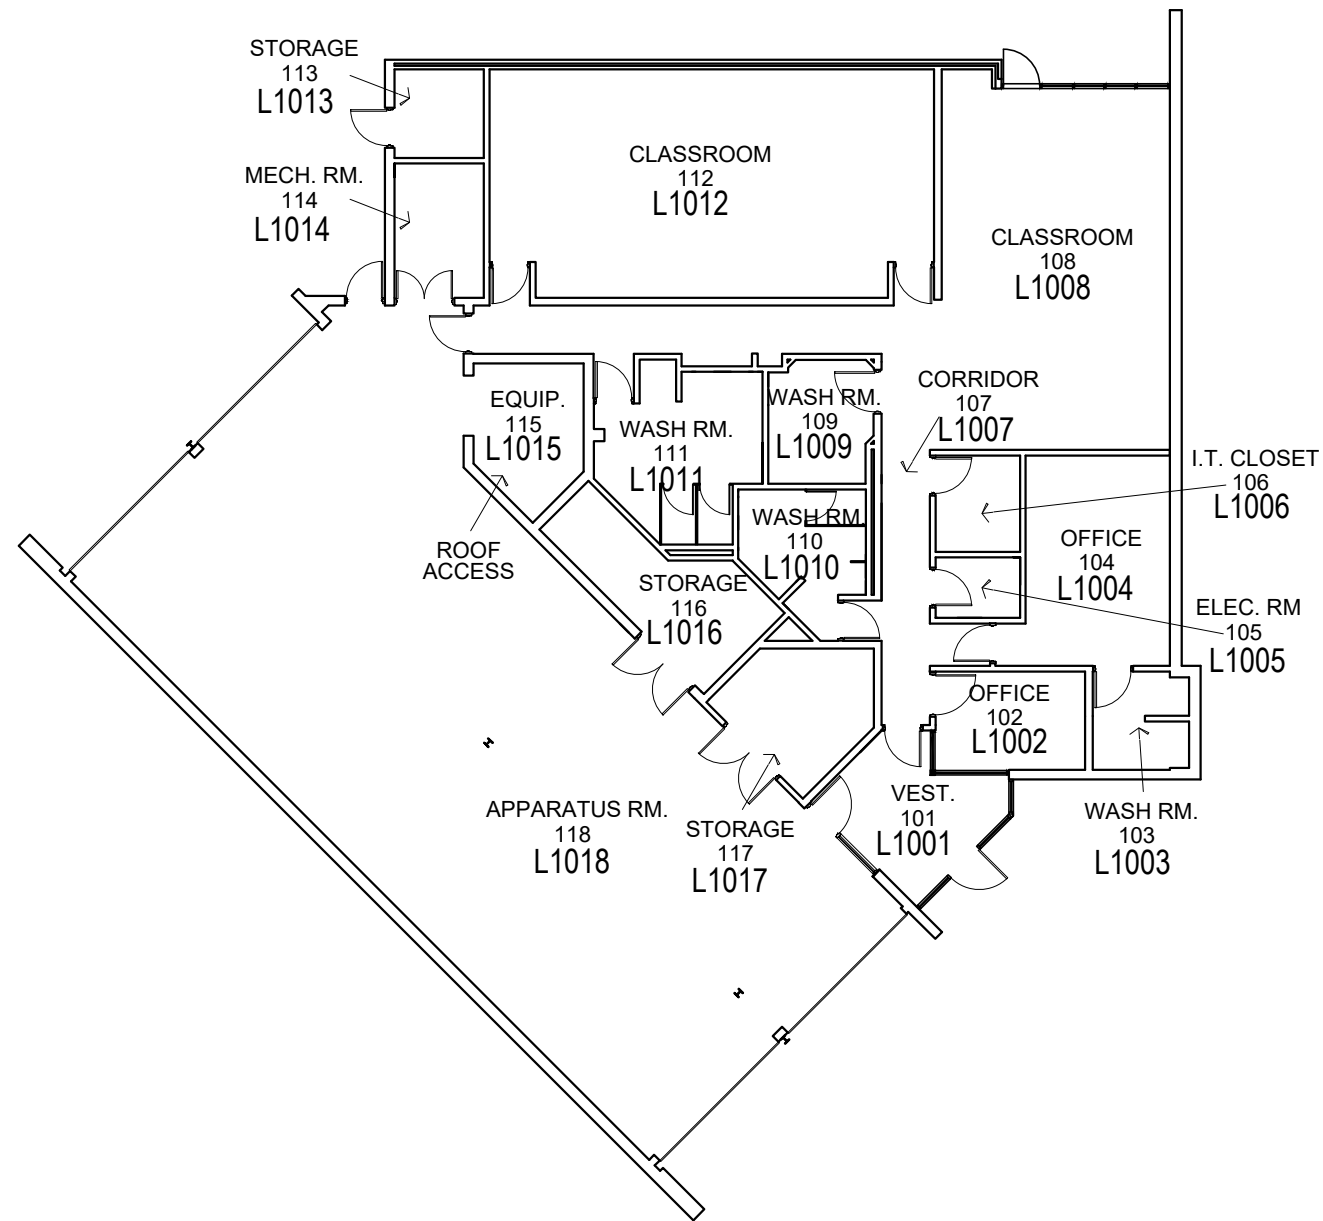 STORAGE
113
L1013
MECH. RM.
114
L1014
CLASSROOM
112
L1012
CLASSROOM
108
L1008
CORRIDOR
107
L1007
EQUIP.
115
L1015
WASH RM.
111
L1011
WASH RM.
109
L1009
I.T. CLOSET
106
L1006
ROOF
ACCESS
WASH RM.
110
L1010
OFFICE
104
L1004
STORAGE
116
L1016
ELEC. RM
105
L1005
OFFICE
102
L1002
APPARATUS RM.
118
L1018
STORAGE
117
L1017
VEST.
101
L1001
WASH RM.
103
L1003